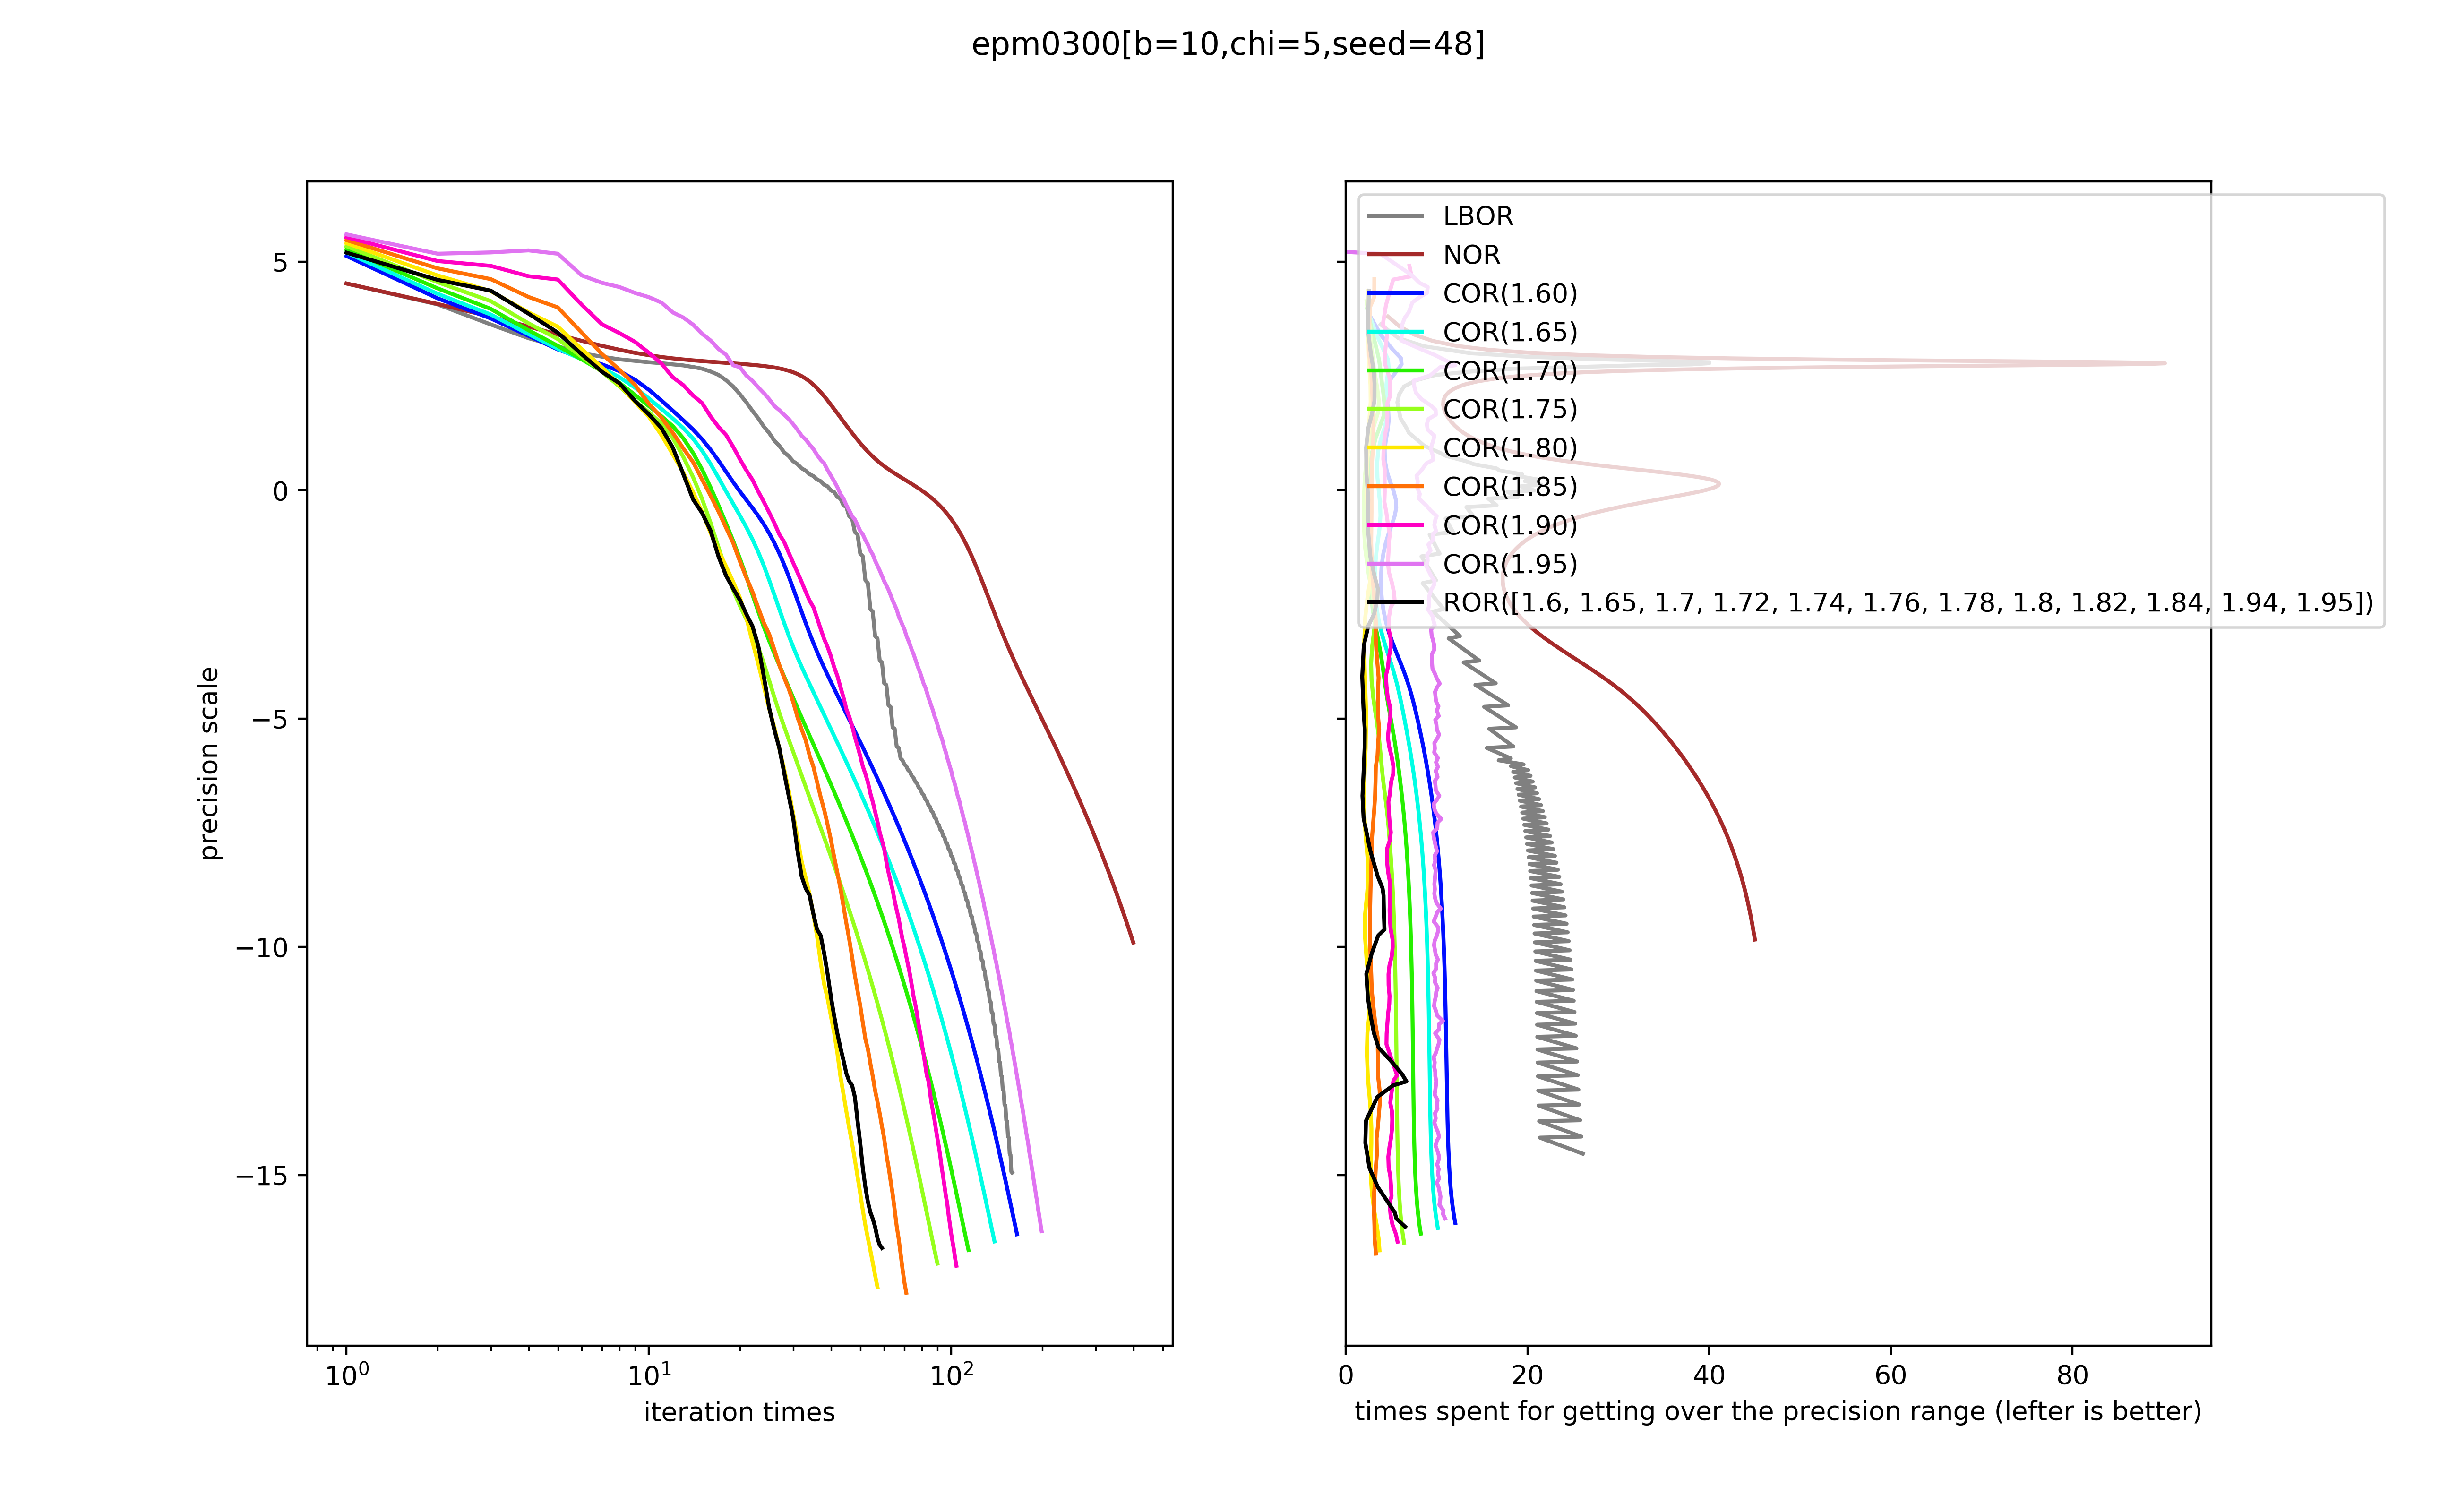 epm0300[b=10,chi=5,seed=48]
precision scale
5
0
−5
−10
−15
10⁰ 10¹ 10²
iteration times
LBOR
NOR
COR(1.60)
COR(1.65)
COR(1.70)
COR(1.75)
COR(1.80)
COR(1.85)
COR(1.90)
COR(1.95)
ROR([1.6, 1.65, 1.7, 1.72, 1.74, 1.76, 1.78, 1.8, 1.82, 1.84, 1.94, 1.95])
0 20 40 60 80
times spent for getting over the precision range (lefter is better)